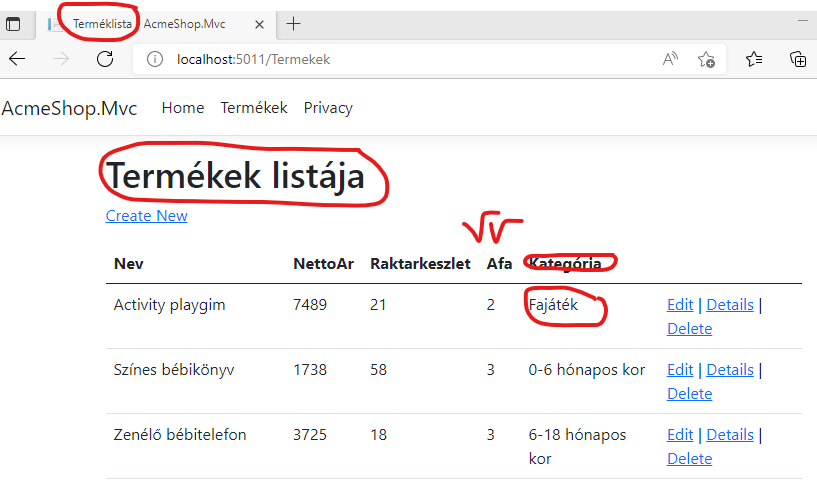 Terméklista - AcmeShop.Mvc
localhost:5011/Termekek
AcmeShop.Mvc Home Termékek Privacy
Termékek listája
Create New
Nev NettoAr Raktarkeszlet Afa Kategória
Activity playgim 7489 21 2 Fajáték Edit | Details |
Delete
Színes bébikönyv 1738 58 3 0-6 hónapos kor Edit | Details |
Delete
Zenélő bébitelefon 3725 18 3 6-18 hónapos Edit | Details |
kor Delete